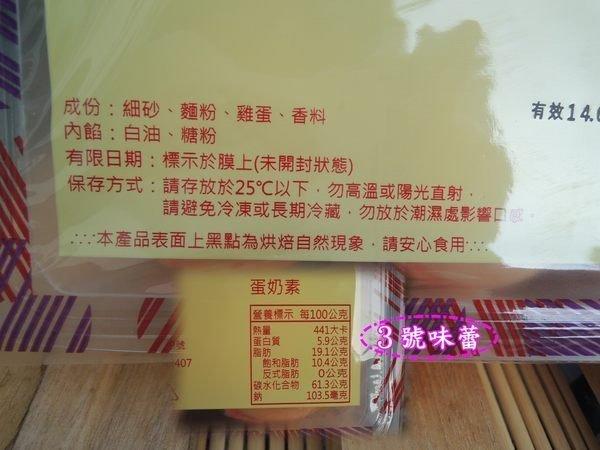 成份：細砂、麵粉、雞蛋、香料
內餡：白油、糖粉
有限日期：標示於膜上(未開封狀態)
保存方式：請存放於25℃以下，勿高溫或陽光直射，
請避免冷凍或長期冷藏，勿放於潮濕處影響口感。
∴本產品表面上黑點為烘焙自然現象，請安心食用∴
有效14.
蛋奶素
營養標示 每100公克
熱量 441大卡
蛋白質 5.9公克
脂肪 19.1公克
飽和脂肪 10.4公克
反式脂肪 0公克
碳水化合物 61.3公克
鈉 103.5毫克
號
407
3號味蕾